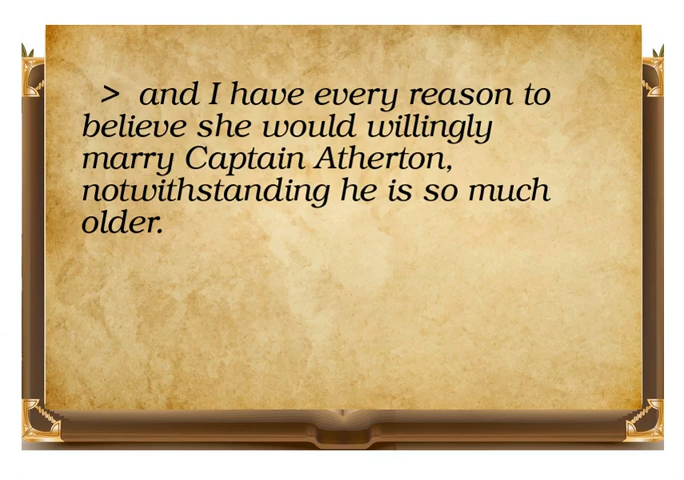 > and I have every reason to
believe she would willingly
marry Captain Atherton,
notwithstanding he is so much
older.